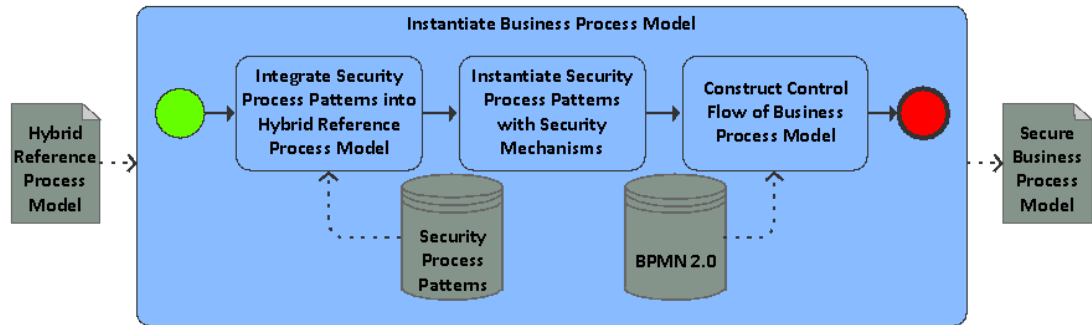 Instantiate Business Process Model
Integrate Security
Process Patterns into
Hybrid Reference
Process Model
Instantiate Security
Process Patterns
with Security
Mechanisms
Construct Control
Flow of Business
Process Model
Hybrid
Reference
Process
Model
Secure
Business
Process
Model
Security
Process
Patterns
BPMN 2.0